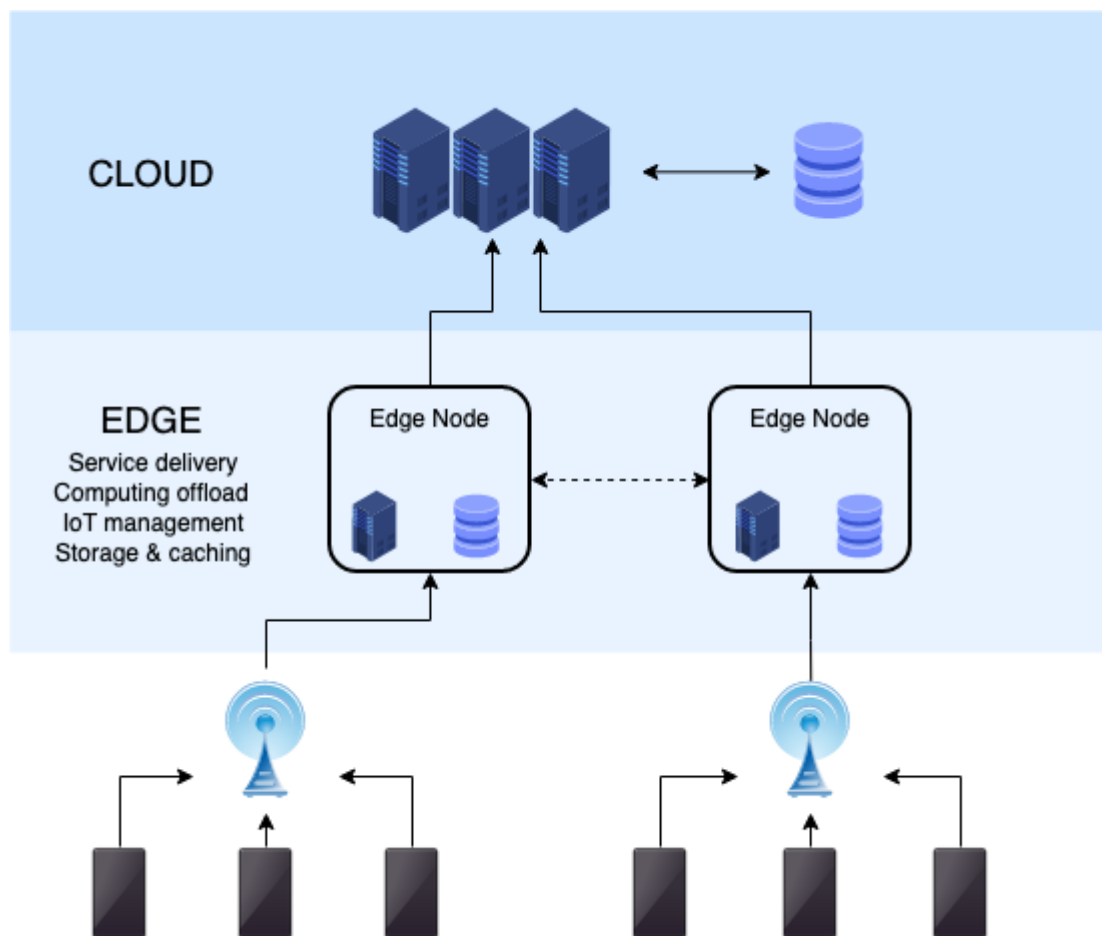 CLOUD
EDGE
Service delivery
Computing offload
IoT management
Storage & caching
Edge Node
Edge Node